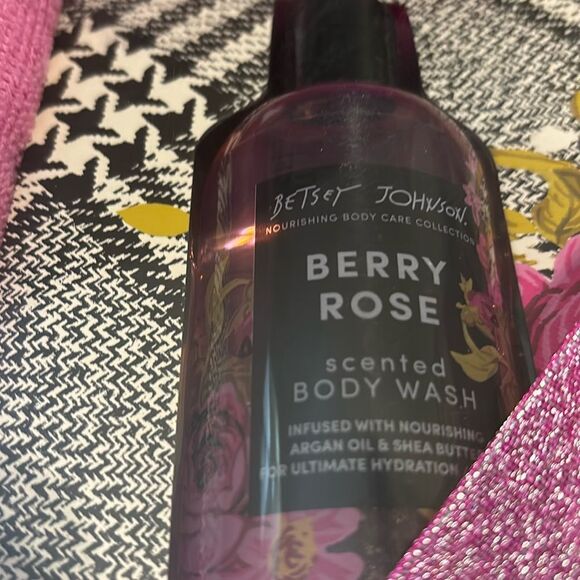 BETSEY JOHNSON.
NOURISHING BODY CARE COLLECTION
BERRY
ROSE
scented
BODY WASH
INFUSED WITH NOURISHING
ARGAN OIL & SHEA BUTTER
FOR ULTIMATE HYDRATION